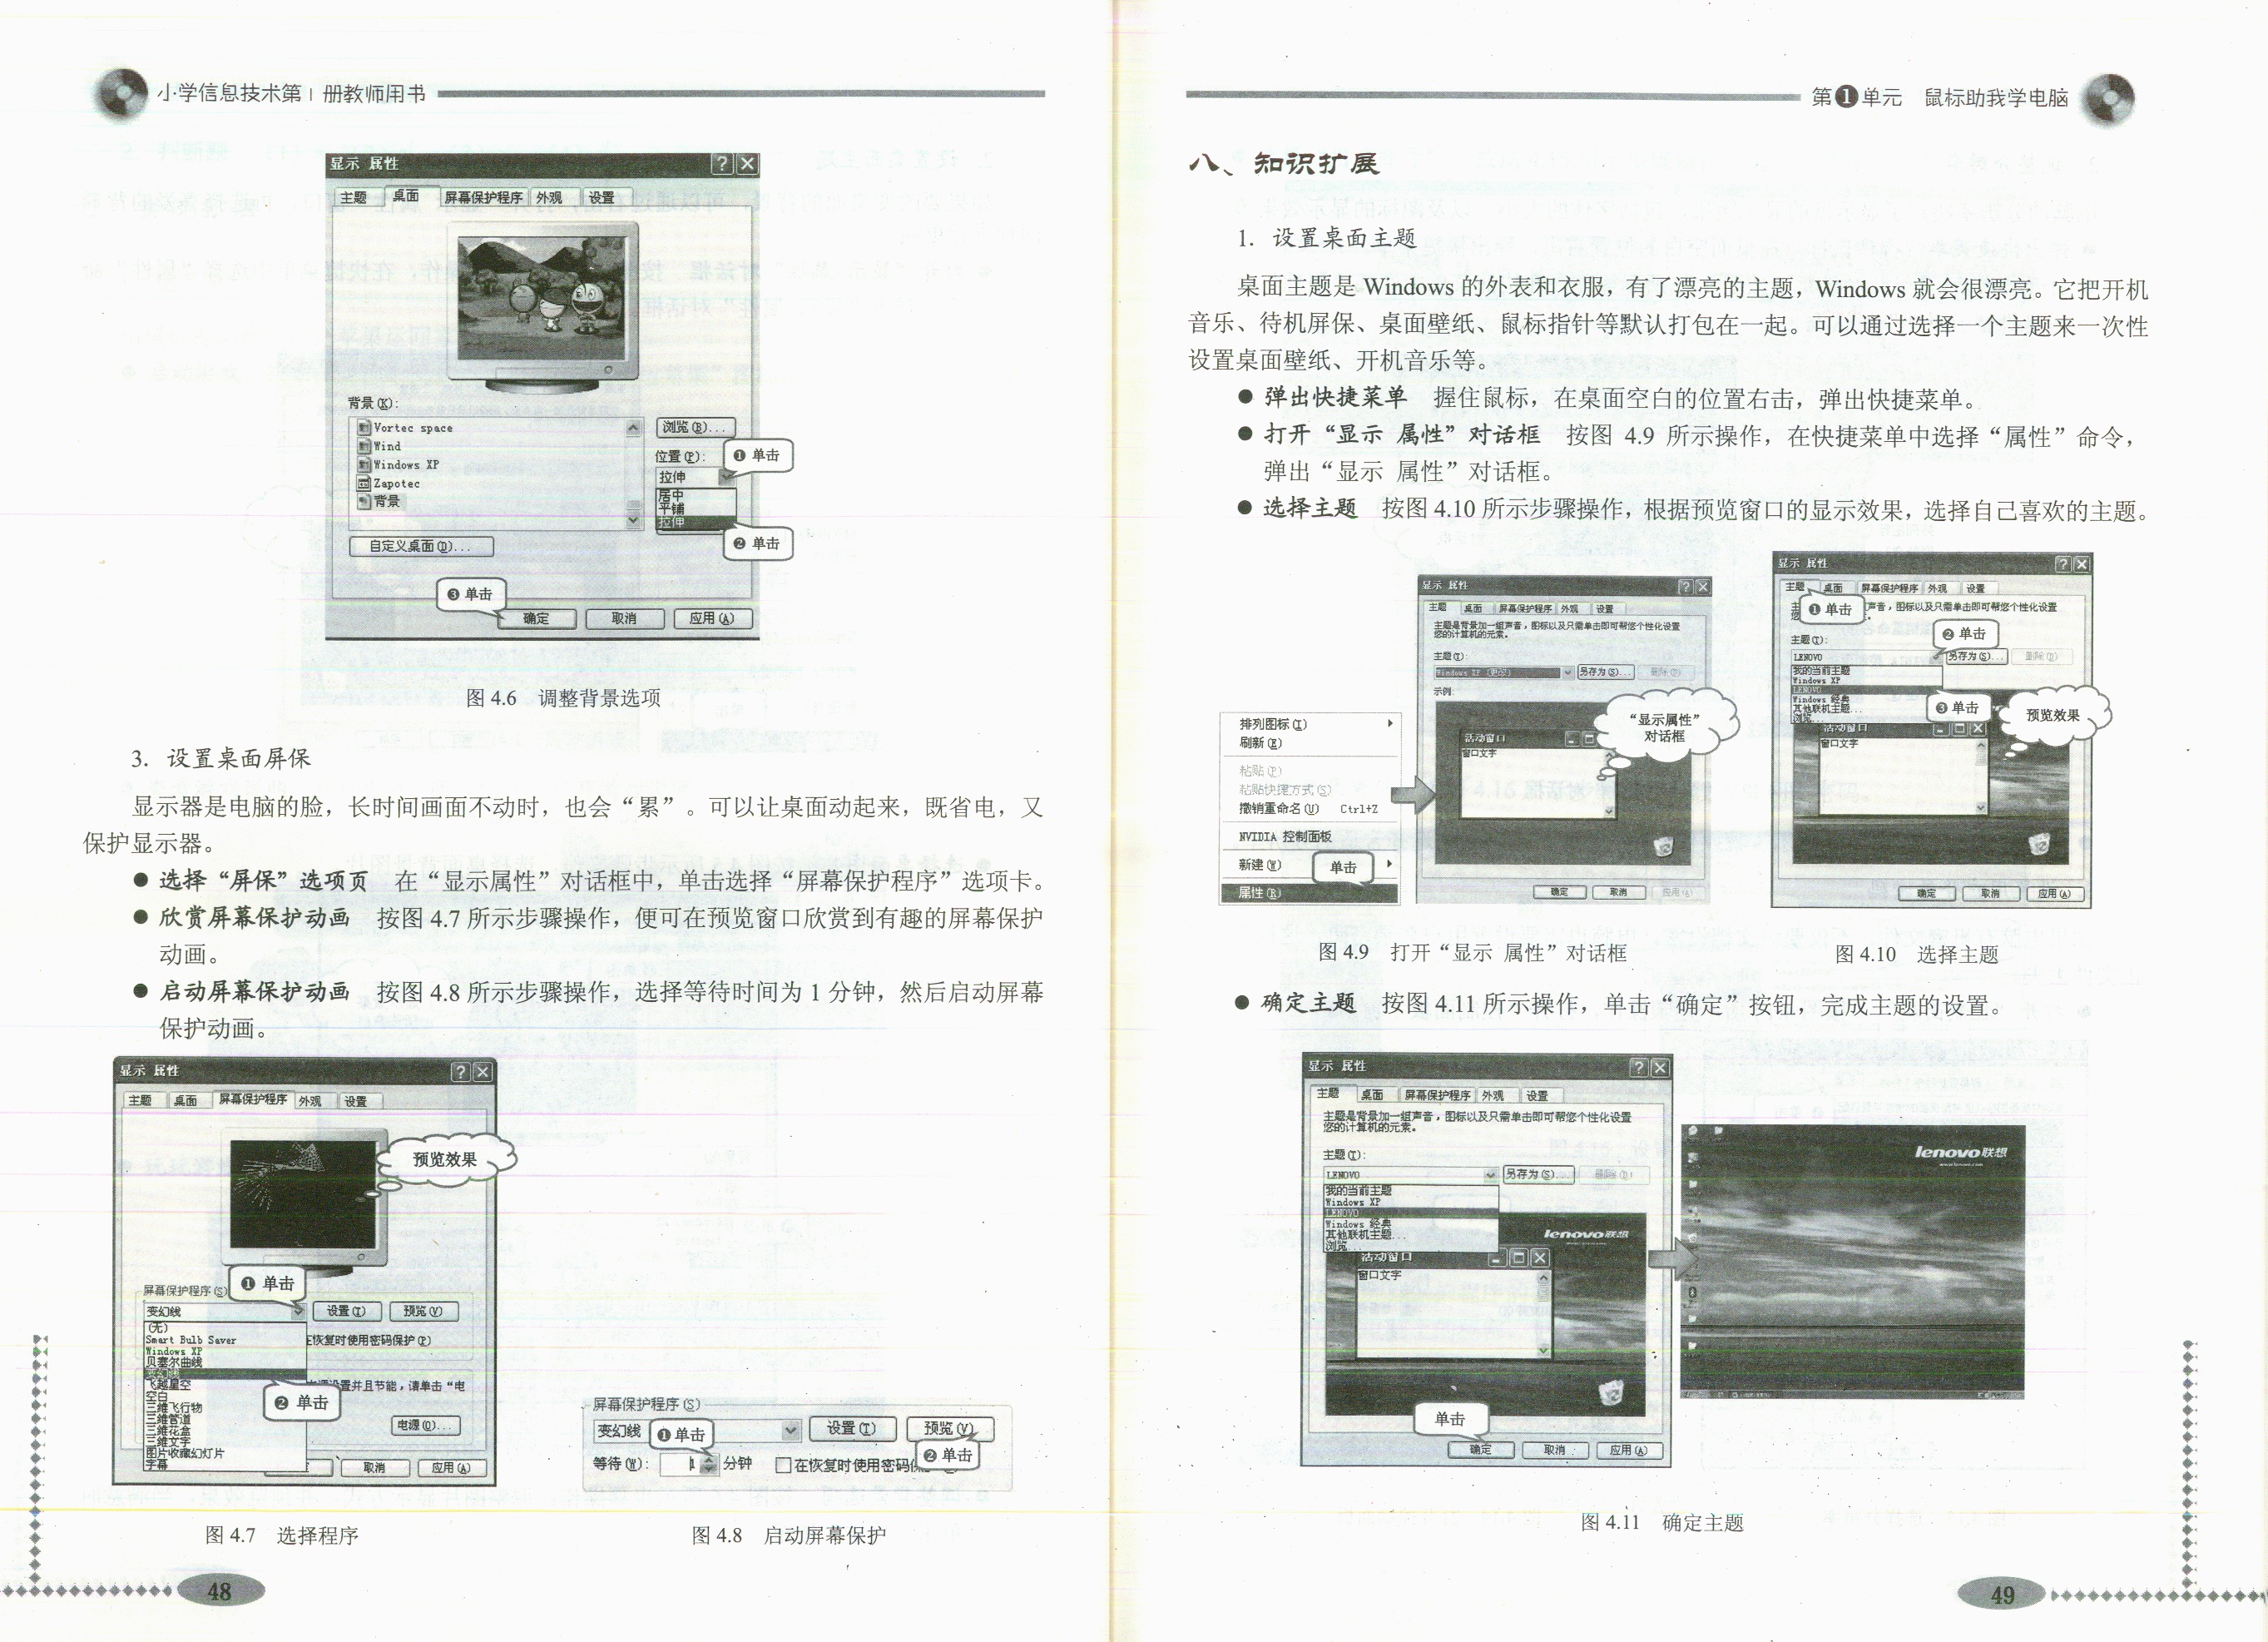 小学信息技术第1册教师用书
显示 属性
主题 桌面 屏幕保护程序 外观 设置
背景(K):
Vortec space
Wind
Windows XP
Zapotec
背景
浏览(B)...
位置(P):
拉伸
居中
平铺
拉伸
❶ 单击
❷ 单击
自定义桌面(D)...
❸ 单击
确定 取消 应用(A)
图 4.6 调整背景选项
3. 设置桌面屏保
显示器是电脑的脸，长时间画面不动时，也会“累”。可以让桌面动起来，既省电，又
保护显示器。
● 选择“屏保”选项页 在“显示属性”对话框中，单击选择“屏幕保护程序”选项卡。
● 欣赏屏幕保护动画 按图 4.7 所示步骤操作，便可在预览窗口欣赏到有趣的屏幕保护
动画。
● 启动屏幕保护动画 按图 4.8 所示步骤操作，选择等待时间为 1 分钟，然后启动屏幕
保护动画。
显示 属性
主题 桌面 屏幕保护程序 外观 设置
预览效果
❶ 单击
屏幕保护程序(S)
变幻线 设置(T) 预览(V)
(无)
Smart Bulb Saver
Windows XP
贝塞尔曲线
飞越星空
空白
三维飞行物
三维管道
三维花盒
三维文字
图片收藏幻灯片
字幕
在恢复时使用密码保护(P)
设置并且节能，请单击“电
❷ 单击
电源(O)...
取消 应用(A)
图 4.7 选择程序
屏幕保护程序(S)
变幻线 ❶ 单击 设置(T) 预览(V)
等待(W): 1 分钟 在恢复时使用密码保
❷ 单击
图 4.8 启动屏幕保护
48
第❶单元 鼠标助我学电脑
八、知识扩展
1. 设置桌面主题
桌面主题是 Windows 的外表和衣服，有了漂亮的主题，Windows 就会很漂亮。它把开机
音乐、待机屏保、桌面壁纸、鼠标指针等默认打包在一起。可以通过选择一个主题来一次性
设置桌面壁纸、开机音乐等。
● 弹出快捷菜单 握住鼠标，在桌面空白的位置右击，弹出快捷菜单。
● 打开“显示 属性”对话框 按图 4.9 所示操作，在快捷菜单中选择“属性”命令，
弹出“显示 属性”对话框。
● 选择主题 按图 4.10 所示步骤操作，根据预览窗口的显示效果，选择自己喜欢的主题。
排列图标(I)
刷新(E)
粘贴(P)
粘贴快捷方式(S)
撤销重命名(U) Ctrl+Z
NVIDIA 控制面板
新建(W)
单击
属性(R)
显示 属性
主题 桌面 屏幕保护程序 外观 设置
主题是背景加一组声音，图标以及只需单击即可帮您个性化设置
您的计算机的元素。
主题(T):
另存为(S)... 删除(D)
示例:
“显示属性”
对话框
活动窗口
窗口文字
确定 取消 应用(A)
图 4.9 打开“显示 属性”对话框
显示 属性
主题 桌面 屏幕保护程序 外观 设置
❶ 单击
声音，图标以及只需单击即可帮您个性化设置
❷ 单击
主题(T):
LENOVO 另存为(S)... 删除(D)
我的当前主题
Windows XP
LENOVO
Windows 经典
其他联机主题...
浏览...
❸ 单击
预览效果
活动窗口
窗口文字
确定 取消 应用(A)
图 4.10 选择主题
● 确定主题 按图 4.11 所示操作，单击“确定”按钮，完成主题的设置。
显示 属性
主题 桌面 屏幕保护程序 外观 设置
主题是背景加一组声音，图标以及只需单击即可帮您个性化设置
您的计算机的元素。
主题(T):
LENOVO 另存为(S)... 删除(D)
我的当前主题
Windows XP
LENOVO
Windows 经典
其他联机主题...
浏览...
lenovo联想
活动窗口
窗口文字
单击
确定 取消 应用(A)
lenovo联想
图 4.11 确定主题
49